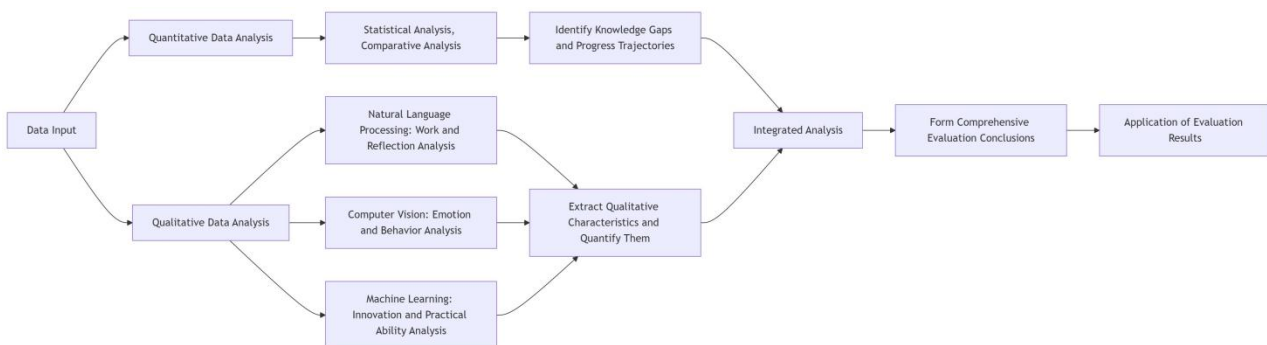 Data Input
Quantitative Data Analysis
Statistical Analysis,
Comparative Analysis
Identify Knowledge Gaps
and Progress Trajectories
Qualitative Data Analysis
Natural Language
Processing: Work and
Reflection Analysis
Computer Vision: Emotion
and Behavior Analysis
Machine Learning:
Innovation and Practical
Ability Analysis
Extract Qualitative
Characteristics and
Quantify Them
Integrated Analysis
Form Comprehensive
Evaluation Conclusions
Application of Evaluation
Results